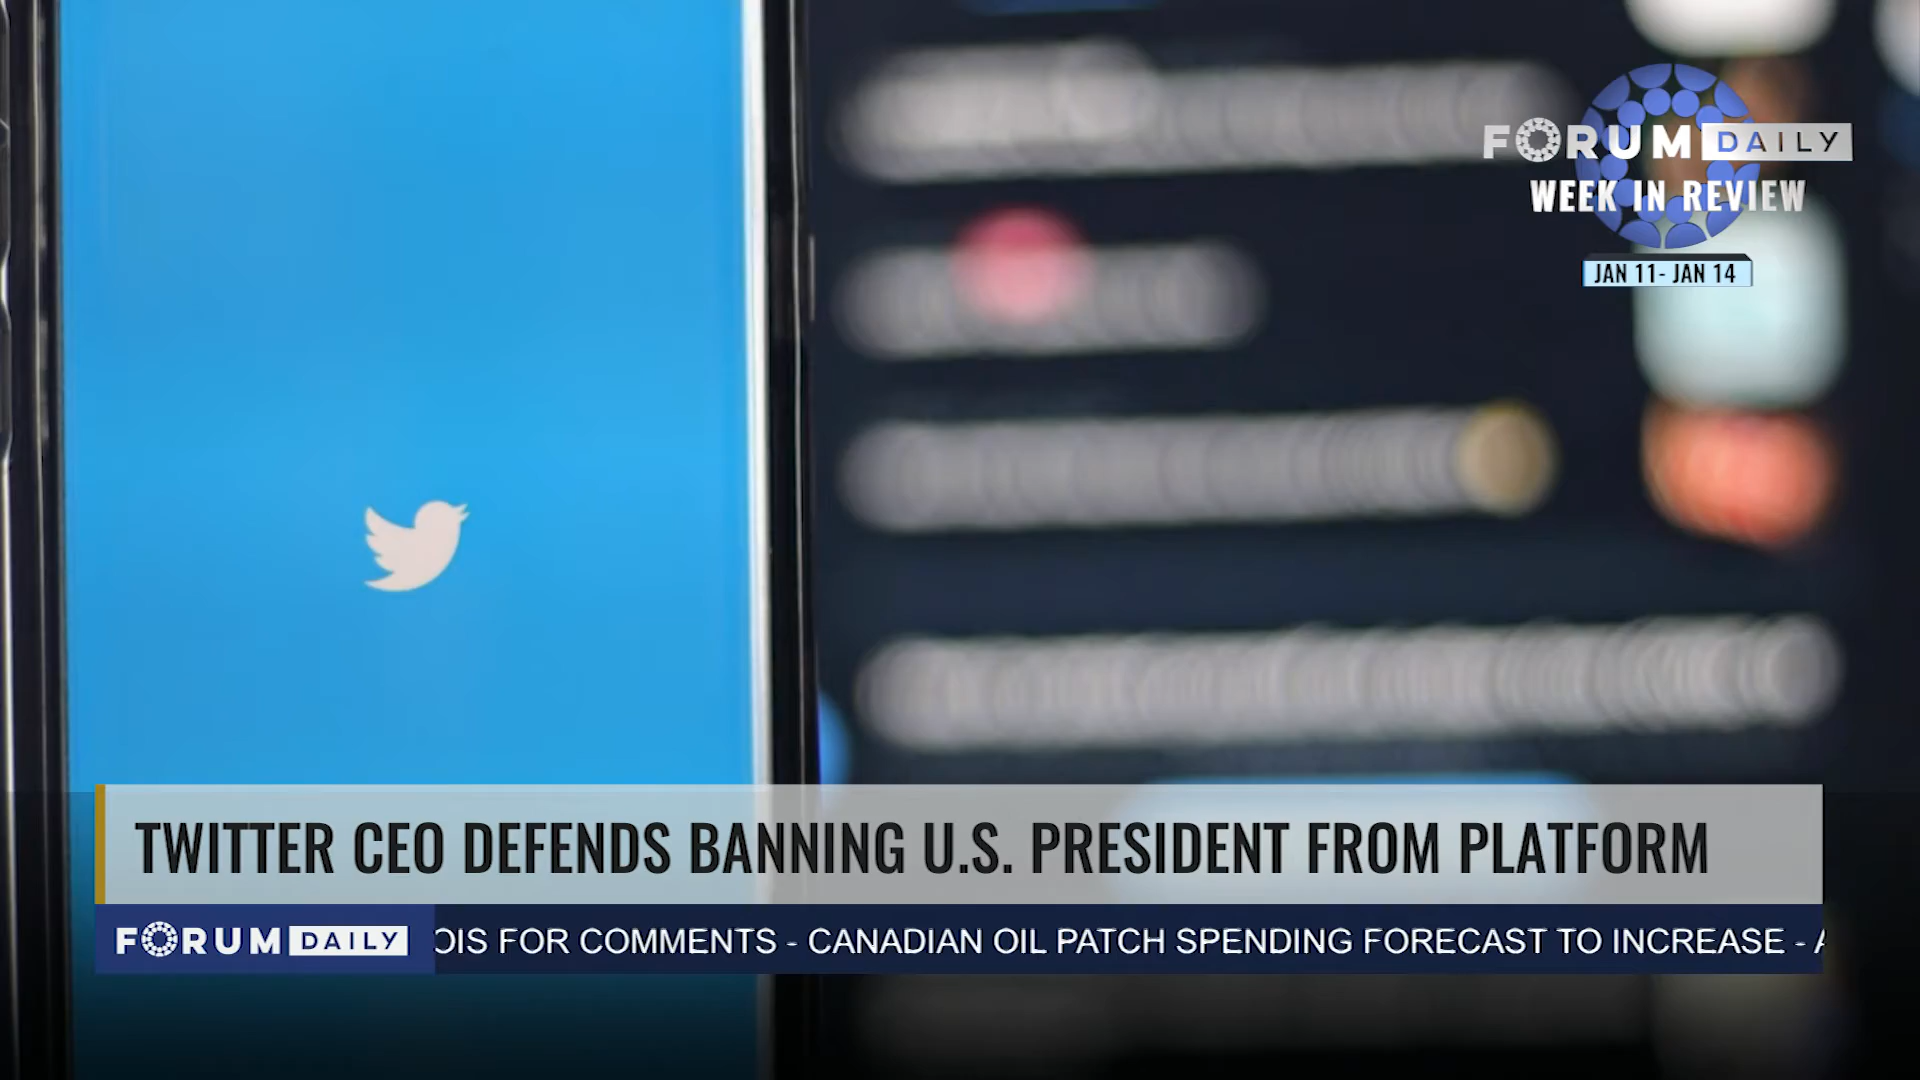 FORUM DAILY
WEEK IN REVIEW
JAN 11- JAN 14
TWITTER CEO DEFENDS BANNING U.S. PRESIDENT FROM PLATFORM
FORUM DAILY
FOR COMMENTS - CANADIAN OIL PATCH SPENDING FORECAST TO INCREASE -